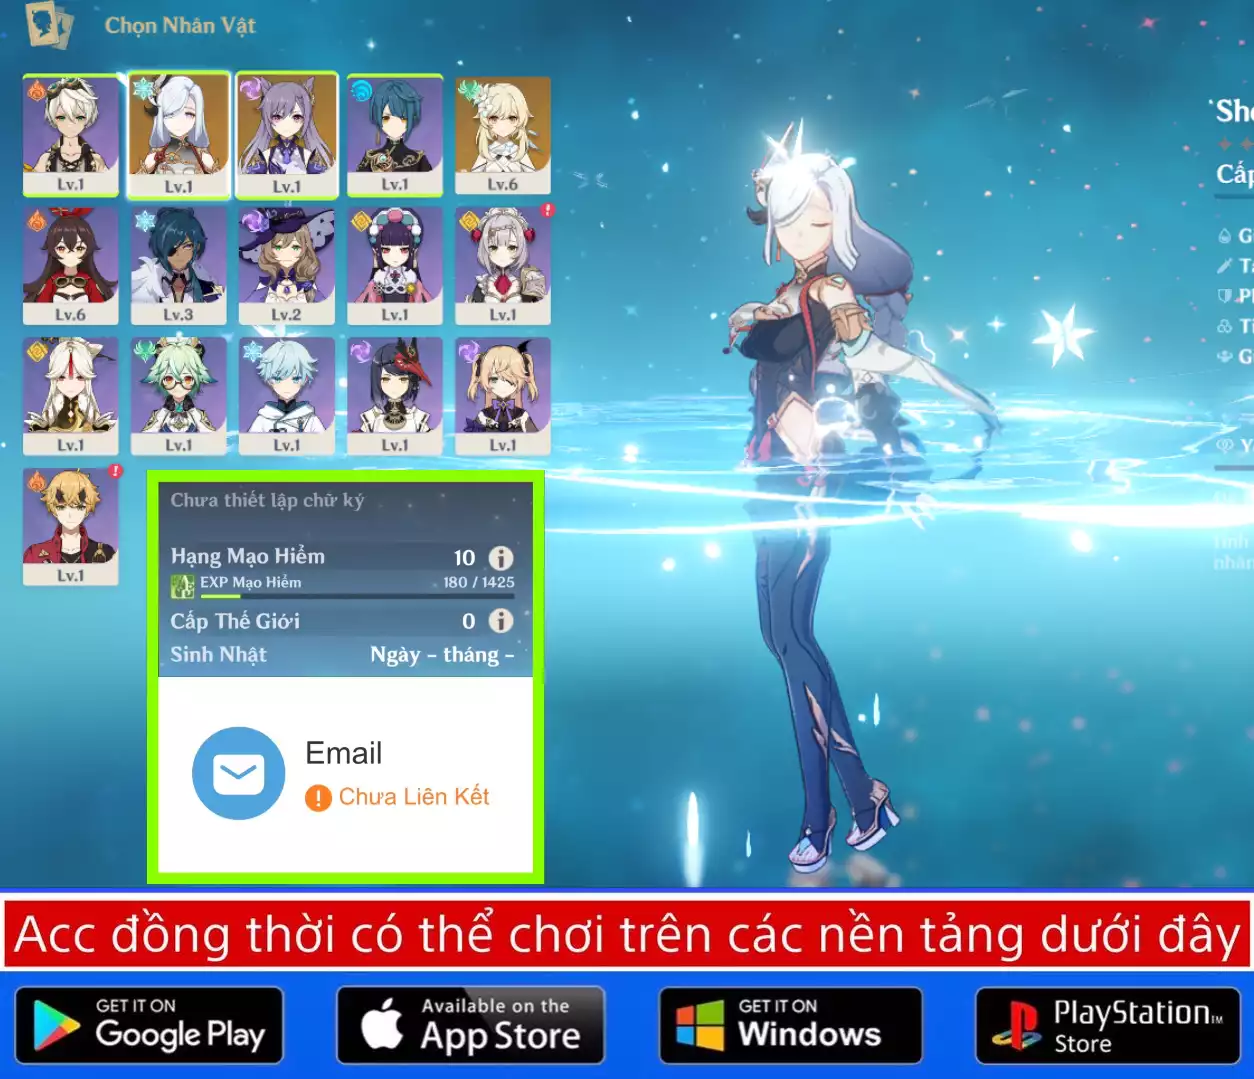 Chọn Nhân Vật
Lv.1
Lv.1
Lv.1
Lv.1
Lv.6
Lv.6
Lv.3
Lv.2
Lv.1
Lv.1
Lv.1
Lv.1
Lv.1
Lv.1
Lv.1
Lv.1
Chưa thiết lập chữ ký
Hạng Mạo Hiểm 10
EXP Mạo Hiểm 180 / 1425
Cấp Thế Giới 0
Sinh Nhật Ngày - tháng -
Email
Chưa Liên Kết
Acc đồng thời có thể chơi trên các nền tảng dưới đây
GET IT ON
Google Play
Available on the
App Store
GET IT ON
Windows
PlayStation™
Store